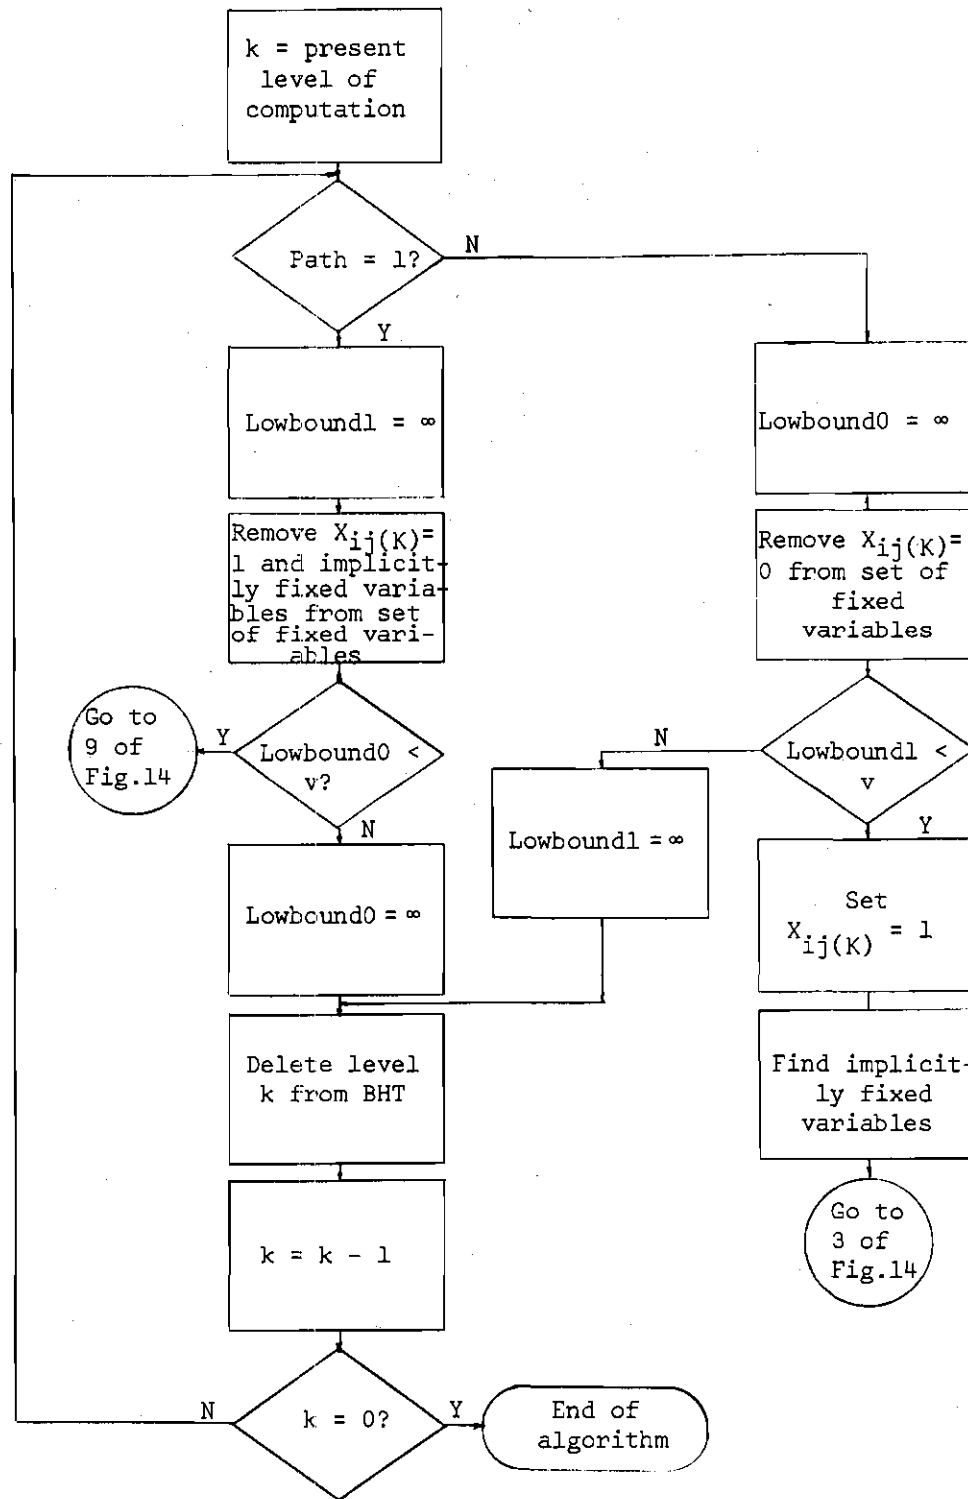 k = present
level of
computation
Path = 1?
N
Y
Lowbound1 = ∞
Lowbound0 = ∞
Remove Xij(K)=
1 and implicit-
ly fixed varia-
bles from set
of fixed vari-
ables
Remove Xij(K)=
0 from set of
fixed
variables
Go to
9 of
Fig.14
Y
Lowbound0 <
v?
N
N
Lowbound1 <
v
Y
Lowbound1 = ∞
Lowbound0 = ∞
Set
Xij(K) = 1
Delete level
k from BHT
Find implicit-
ly fixed
variables
k = k - 1
Go to
3 of
Fig.14
N
k = 0?
Y
End of
algorithm